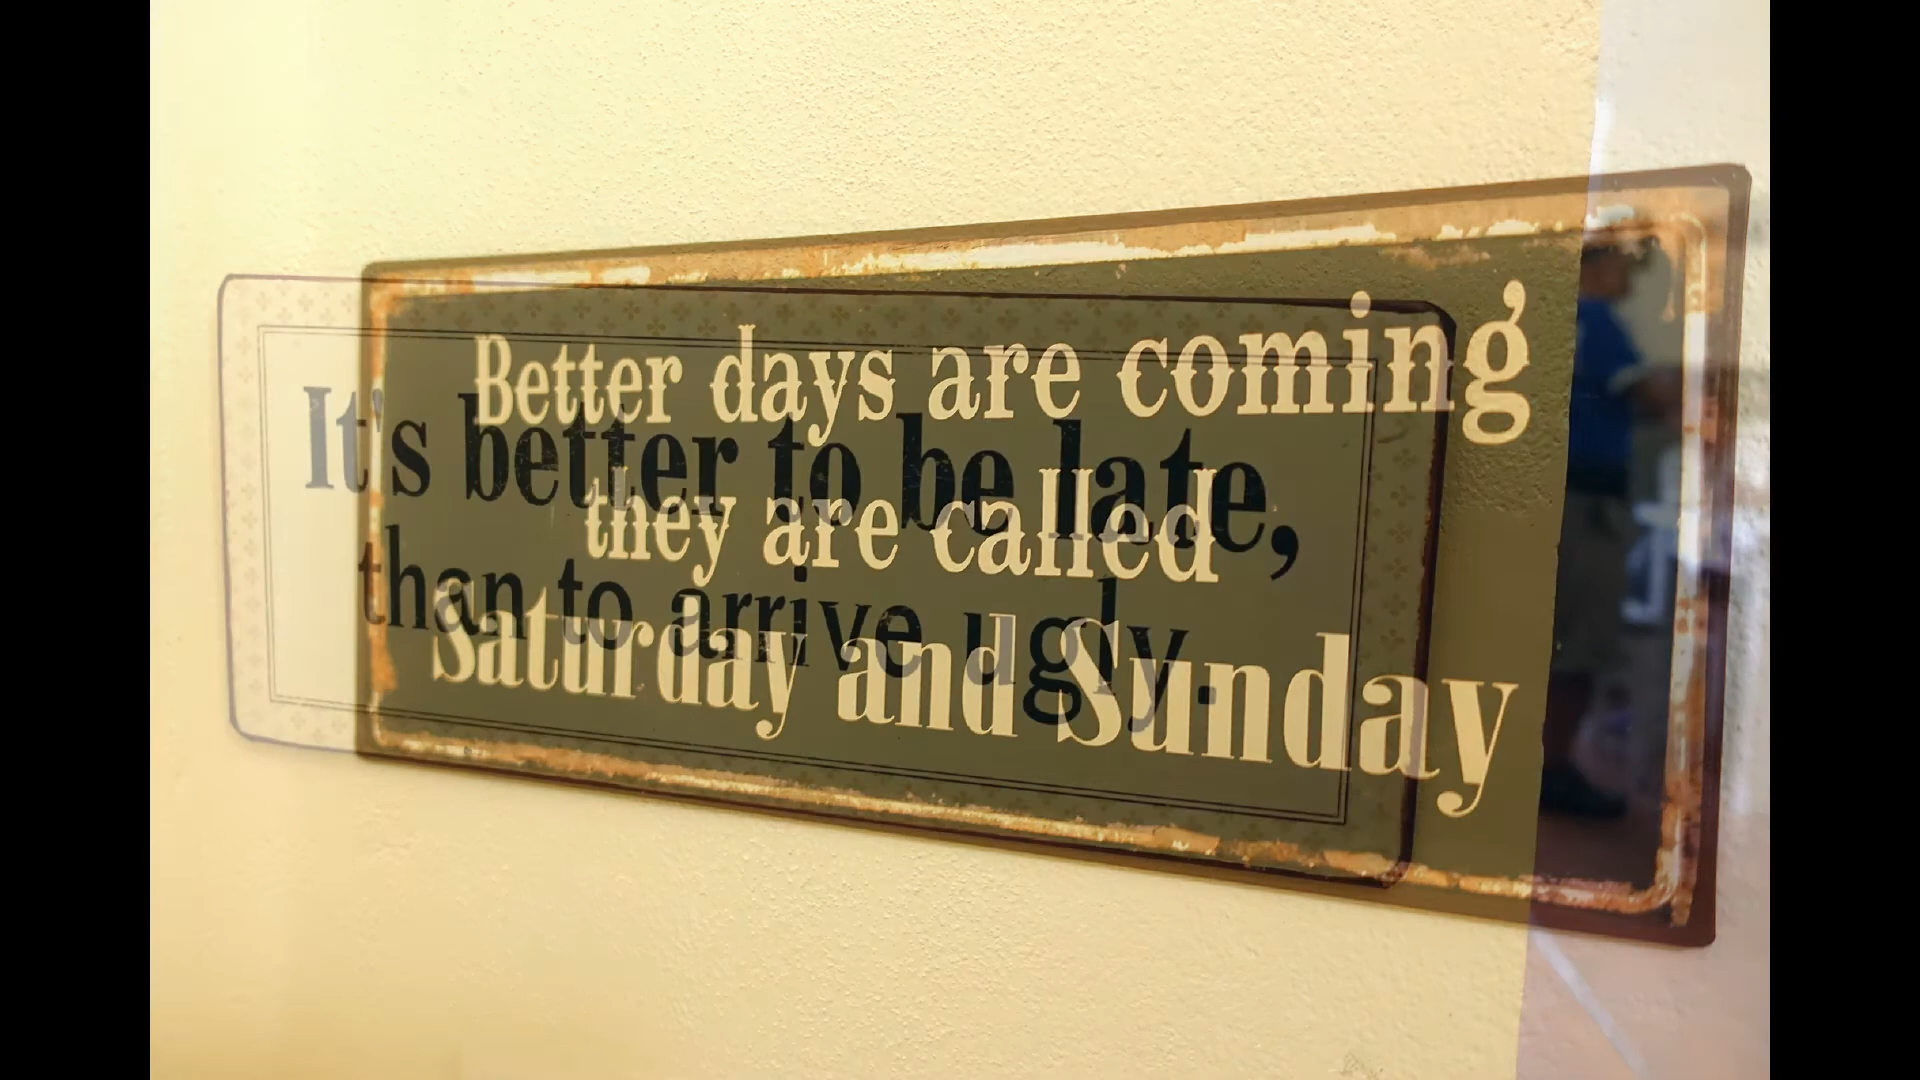 Better days are coming
they are called
Saturday and Sunday
It's better to be late,
than to arrive ugly.